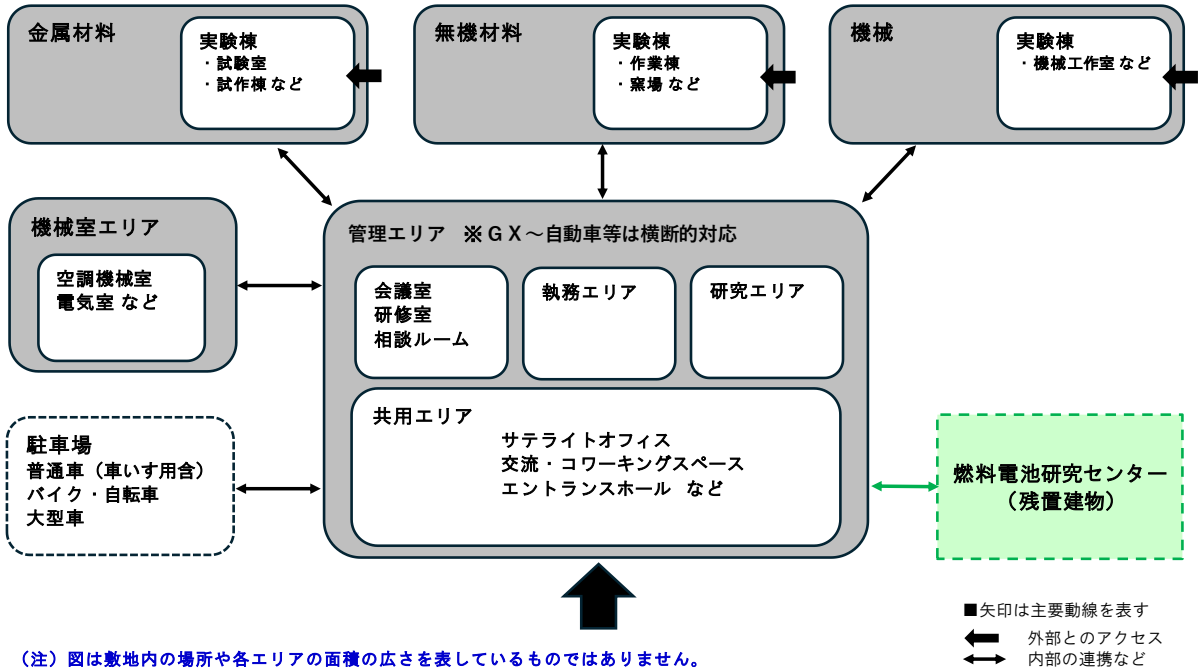 金属材料
実験棟
・試験室
・試作棟 など
無機材料
実験棟
・作業棟
・窯場 など
機械
実験棟
・機械工作室 など
機械室エリア
空調機械室
電気室 など
管理エリア ※ＧＸ～自動車等は横断的対応
会議室
研修室
相談ルーム
執務エリア
研究エリア
共用エリア
サテライトオフィス
交流・コワーキングスペース
エントランスホール など
駐車場
普通車（車いす用含）
バイク・自転車
大型車
燃料電池研究センター
（残置建物）
■矢印は主要動線を表す
外部とのアクセス
内部の連携など
（注）図は敷地内の場所や各エリアの面積の広さを表しているものではありません。